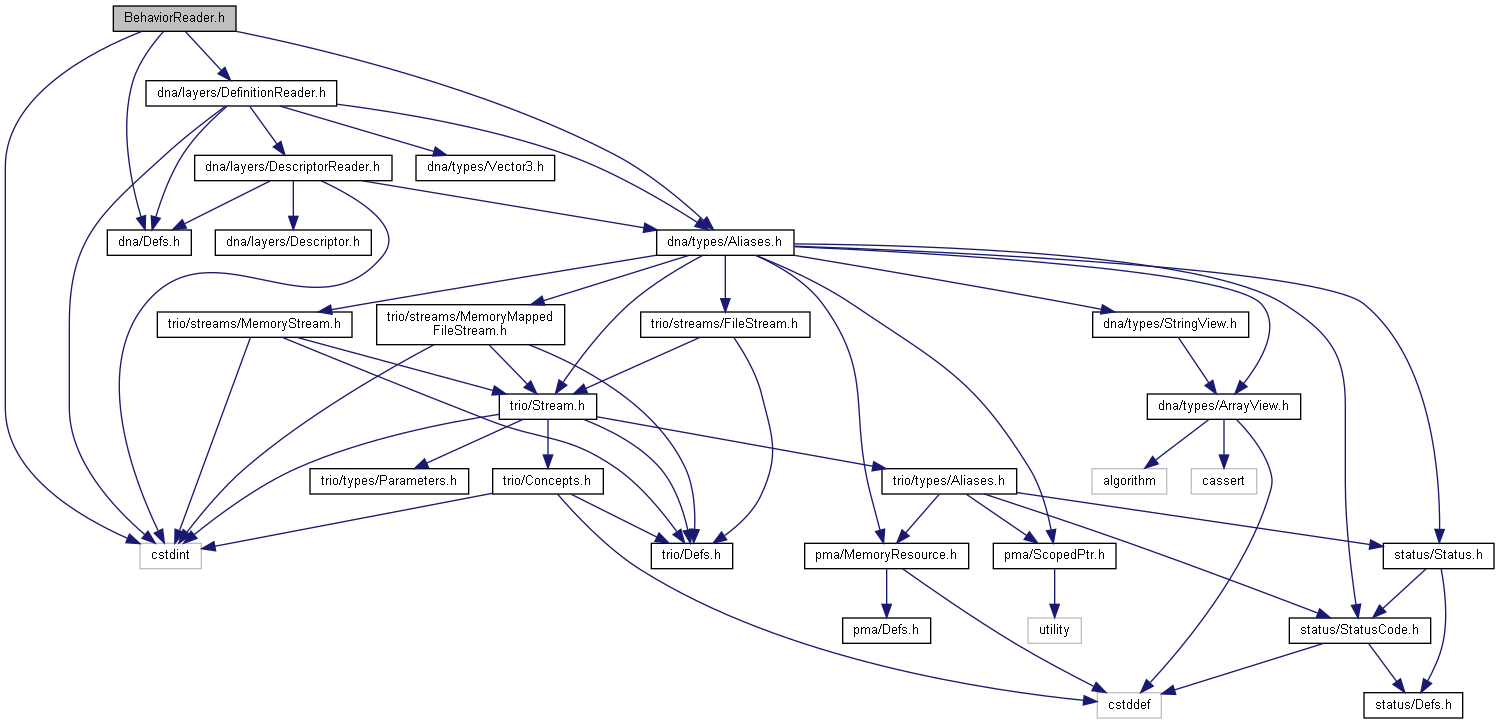 BehaviorReader.h
dna/layers/DefinitionReader.h
dna/layers/DescriptorReader.h
dna/types/Vector3.h
dna/Defs.h
dna/layers/Descriptor.h
dna/types/Aliases.h
trio/streams/MemoryStream.h
trio/streams/MemoryMapped
FileStream.h
trio/streams/FileStream.h
dna/types/StringView.h
trio/Stream.h
dna/types/ArrayView.h
trio/types/Parameters.h
trio/Concepts.h
trio/types/Aliases.h
algorithm
cassert
cstdint
trio/Defs.h
pma/MemoryResource.h
pma/ScopedPtr.h
status/Status.h
pma/Defs.h
utility
status/StatusCode.h
cstddef
status/Defs.h